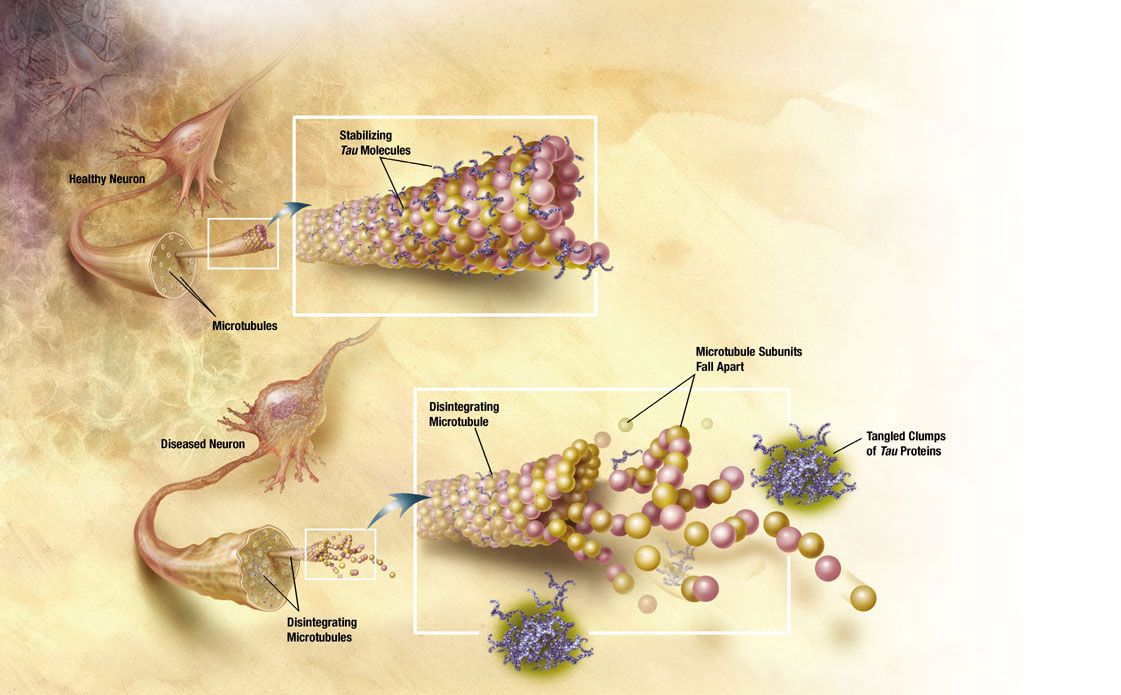 Stabilizing
Tau Molecules
Healthy Neuron
Microtubules
Microtubule Subunits
Fall Apart
Disintegrating
Microtubule
Diseased Neuron
Tangled Clumps
of Tau Proteins
Disintegrating
Microtubules